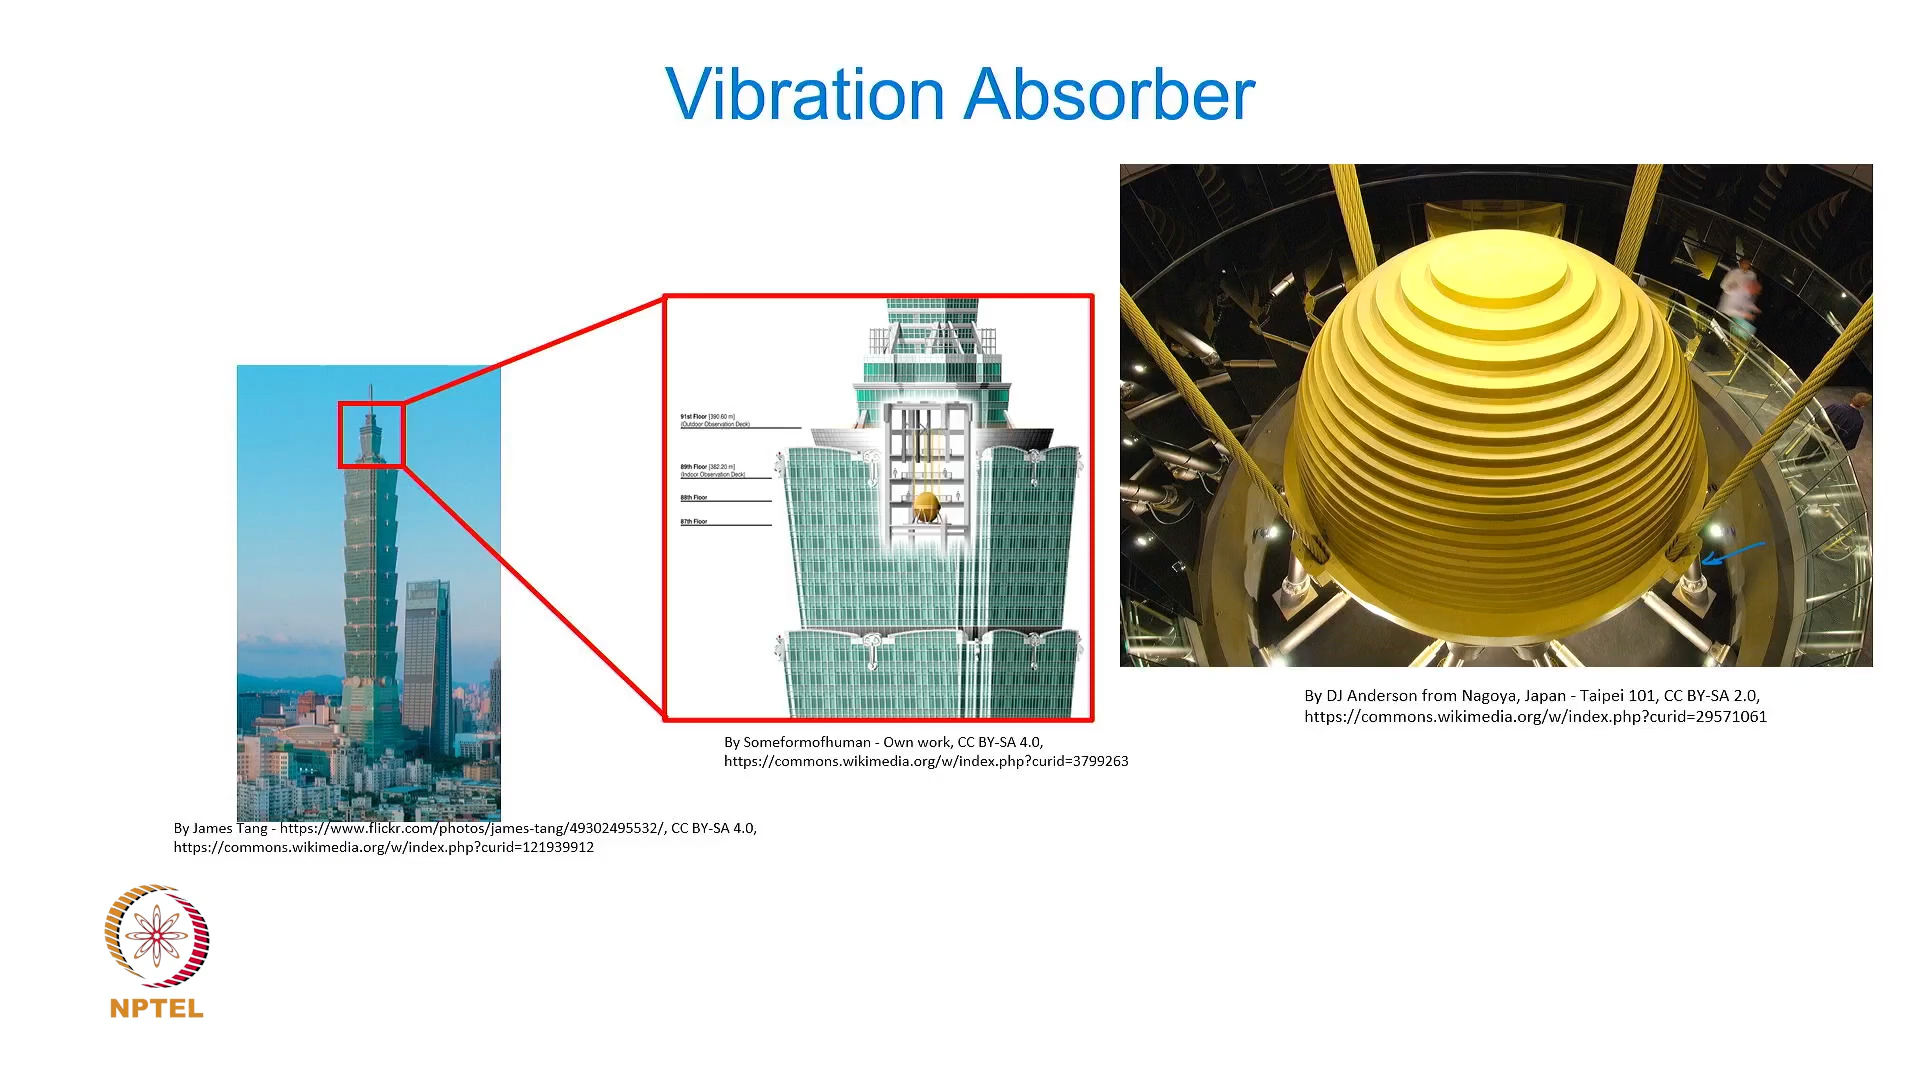 Vibration Absorber
91st Floor [390.60 m]
(Outdoor Observation Deck)
89th Floor [382.20 m]
(Indoor Observation Deck)
88th Floor
87th Floor
By DJ Anderson from Nagoya, Japan - Taipei 101, CC BY-SA 2.0,
https://commons.wikimedia.org/w/index.php?curid=29571061
By Someformofhuman - Own work, CC BY-SA 4.0,
https://commons.wikimedia.org/w/index.php?curid=3799263
By James Tang - https://www.flickr.com/photos/james-tang/49302495532/, CC BY-SA 4.0,
https://commons.wikimedia.org/w/index.php?curid=121939912
NPTEL